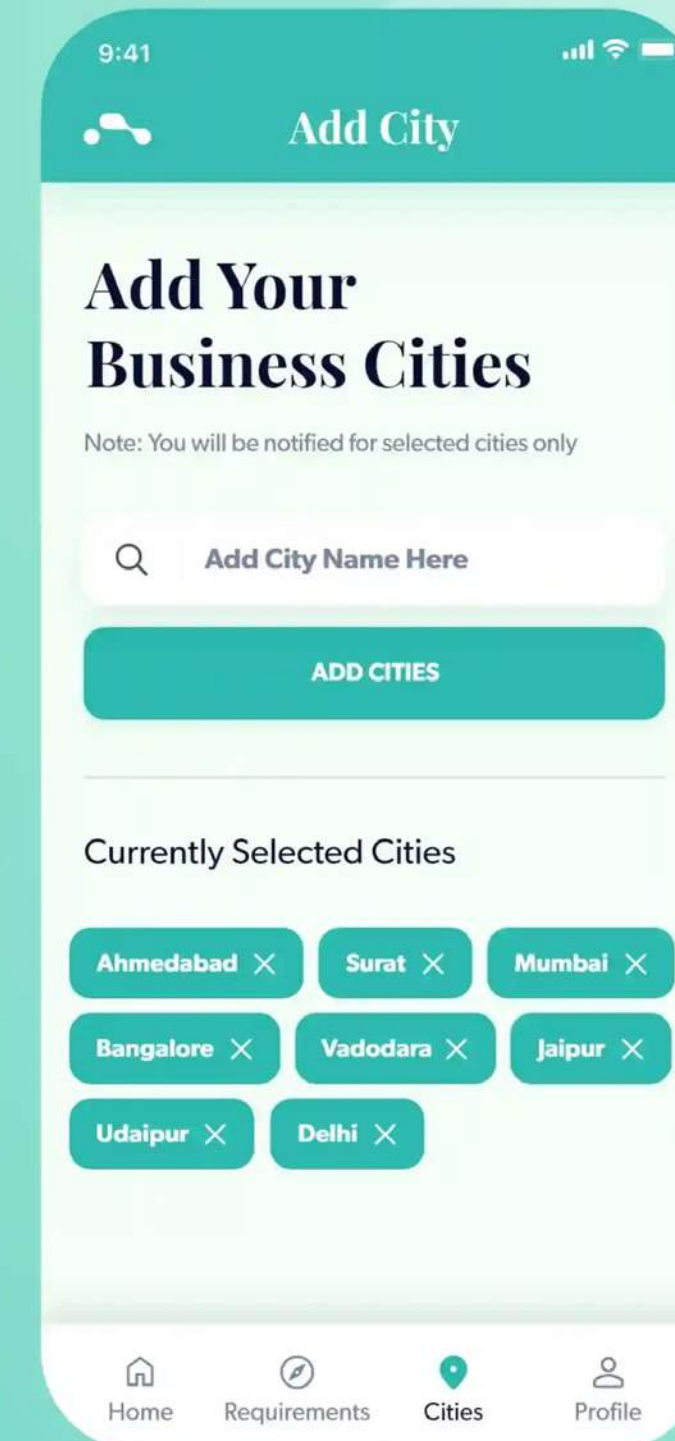 9:41
Add City
Add Your
Business Cities
Note: You will be notified for selected cities only
Add City Name Here
ADD CITIES
Currently Selected Cities
Ahmedabad Surat Mumbai
Bangalore Vadodara Jaipur
Udaipur Delhi
Home Requirements Cities Profile